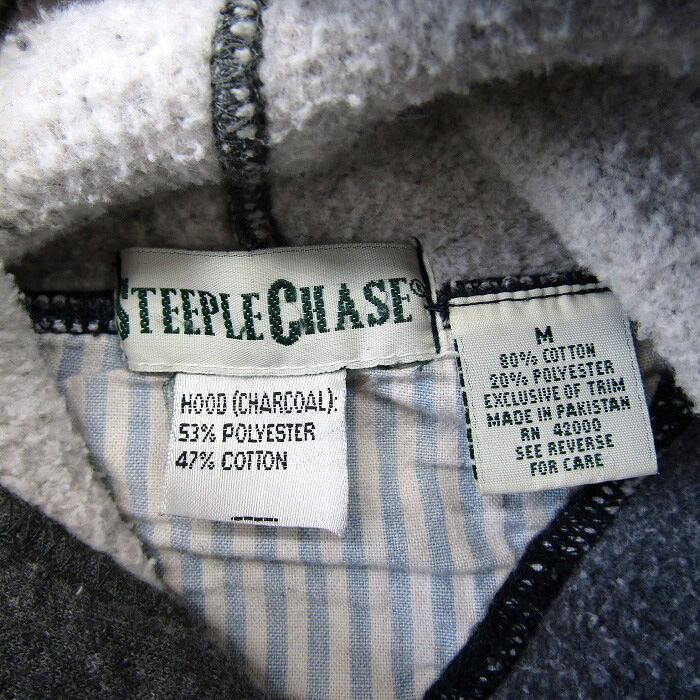 STEEPLECHASE®
HOOD (CHARCOAL):
53% POLYESTER
47% COTTON
M
80% COTTON
20% POLYESTER
EXCLUSIVE OF TRIM
MADE IN PAKISTAN
RN 42000
SEE REVERSE
FOR CARE